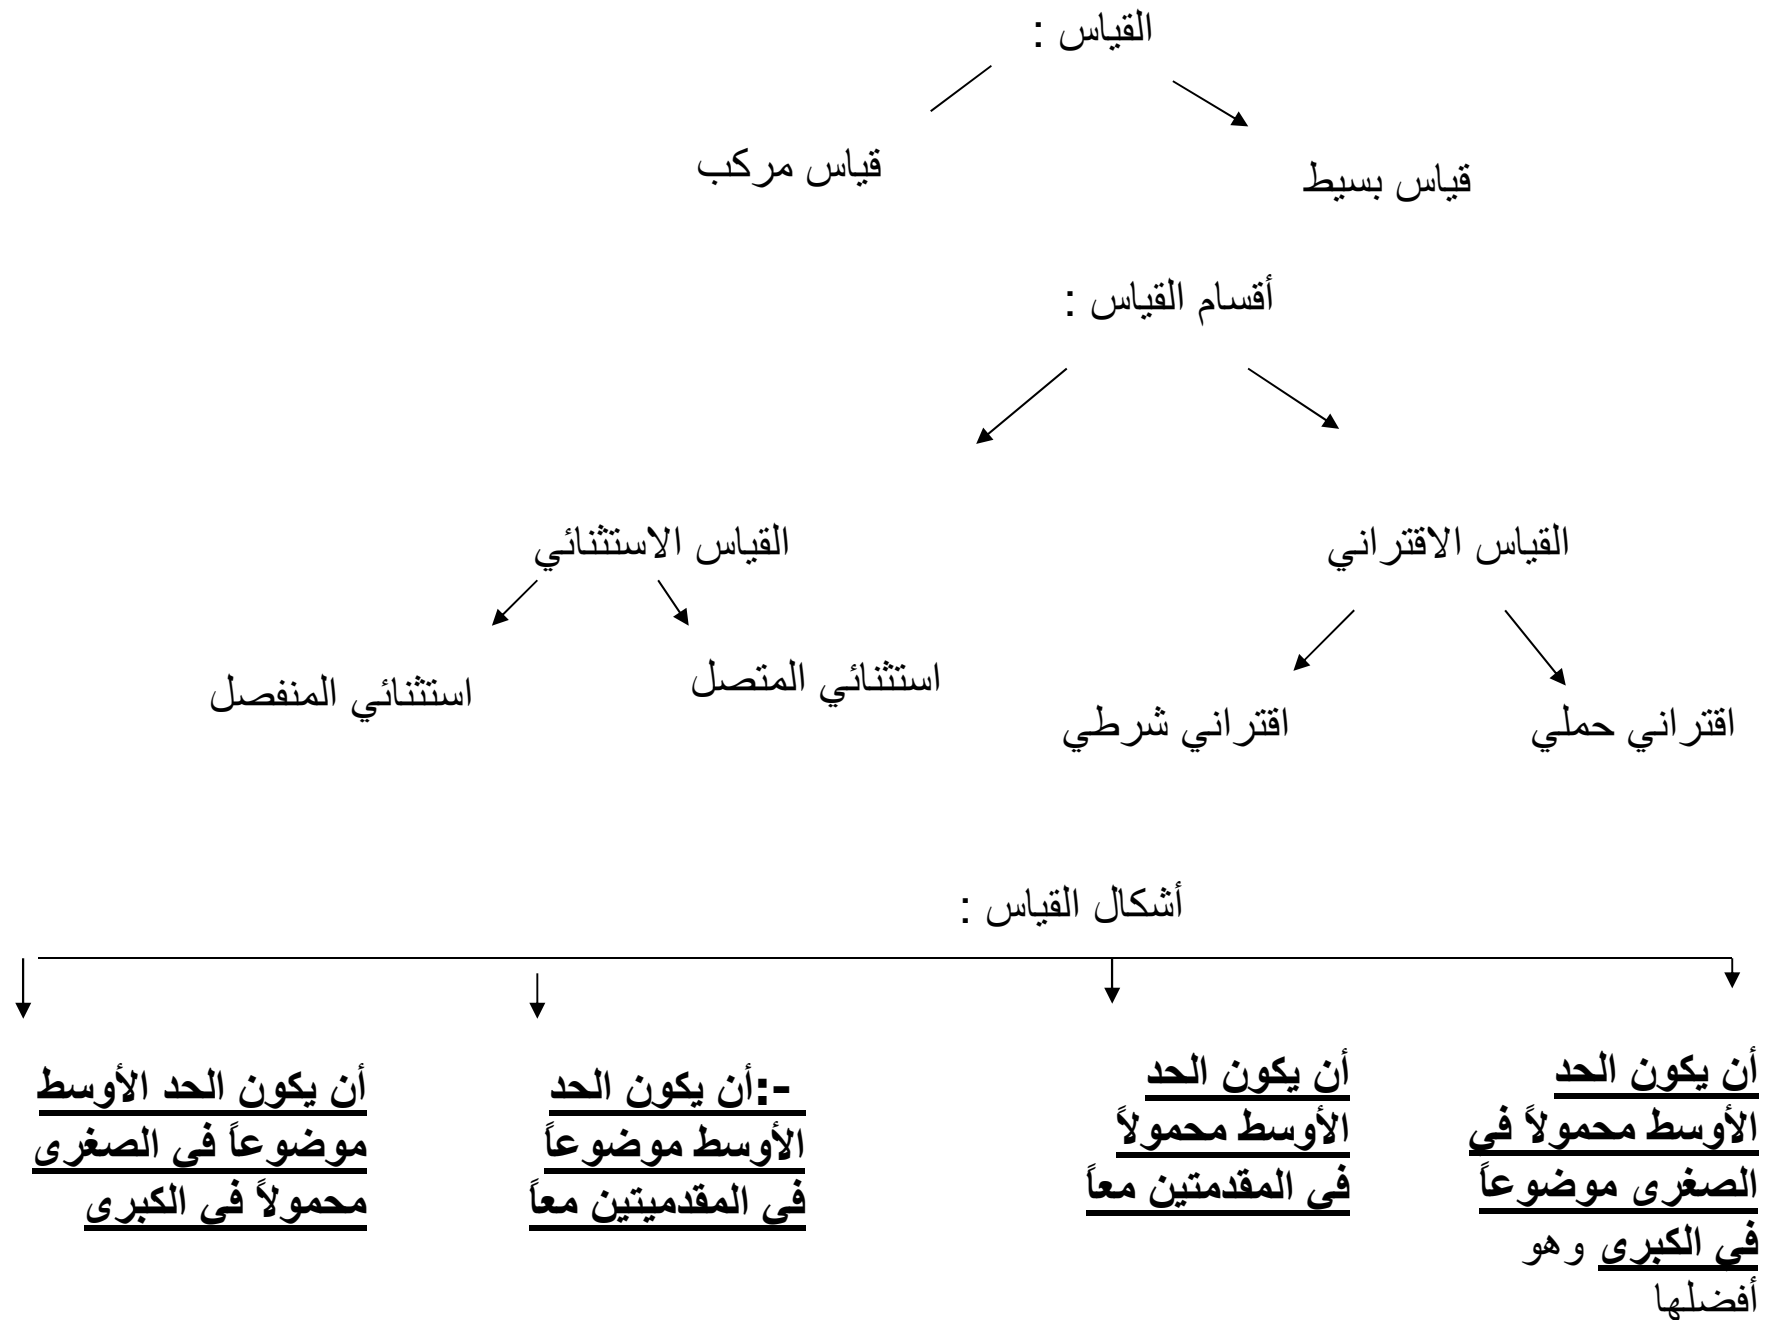 القياس :
قياس بسيط
قياس مركب
أقسام القياس :
القياس الاقتراني
القياس الاستثنائي
اقتراني حملي
اقتراني شرطي
استثنائي المتصل
استثنائي المنفصل
أشكال القياس :
أن يكون الحد
الأوسط محمولاً في
الصغرى موضوعاً
في الكبرى وهو
أفضلها
أن يكون الحد
الأوسط محمولاً
في المقدمتين معاً
-:أن يكون الحد
الأوسط موضوعاً
في المقدميتين معاً
أن يكون الحد الأوسط
موضوعاً في الصغرى
محمولاً في الكبرى